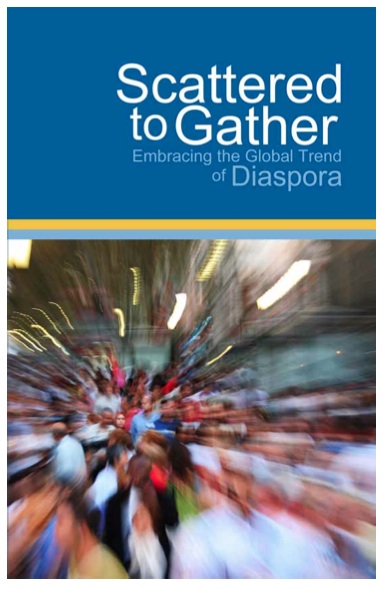 Scattered
to Gather
Embracing the Global Trend
of Diaspora